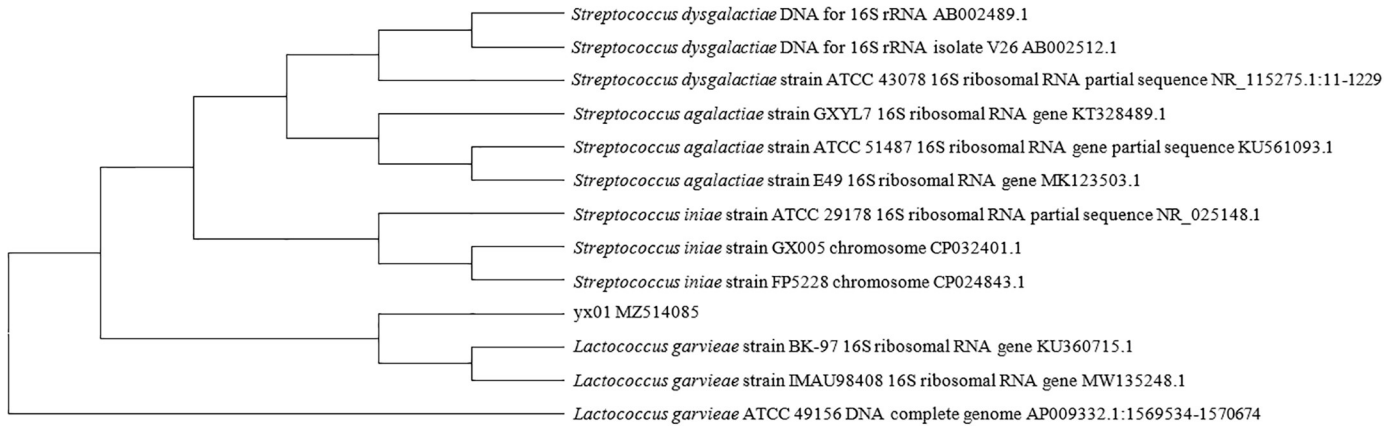 Streptococcus dysgalactiae DNA for 16S rRNA AB002489.1
Streptococcus dysgalactiae DNA for 16S rRNA isolate V26 AB002512.1
Streptococcus dysgalactiae strain ATCC 43078 16S ribosomal RNA partial sequence NR_115275.1:11-1229
Streptococcus agalactiae strain GXYL7 16S ribosomal RNA gene KT328489.1
Streptococcus agalactiae strain ATCC 51487 16S ribosomal RNA gene partial sequence KU561093.1
Streptococcus agalactiae strain E49 16S ribosomal RNA gene MK123503.1
Streptococcus iniae strain ATCC 29178 16S ribosomal RNA partial sequence NR_025148.1
Streptococcus iniae strain GX005 chromosome CP032401.1
Streptococcus iniae strain FP5228 chromosome CP024843.1
yx01 MZ514085
Lactococcus garvieae strain BK-97 16S ribosomal RNA gene KU360715.1
Lactococcus garvieae strain IMAU98408 16S ribosomal RNA gene MW135248.1
Lactococcus garvieae ATCC 49156 DNA complete genome AP009332.1:1569534-1570674